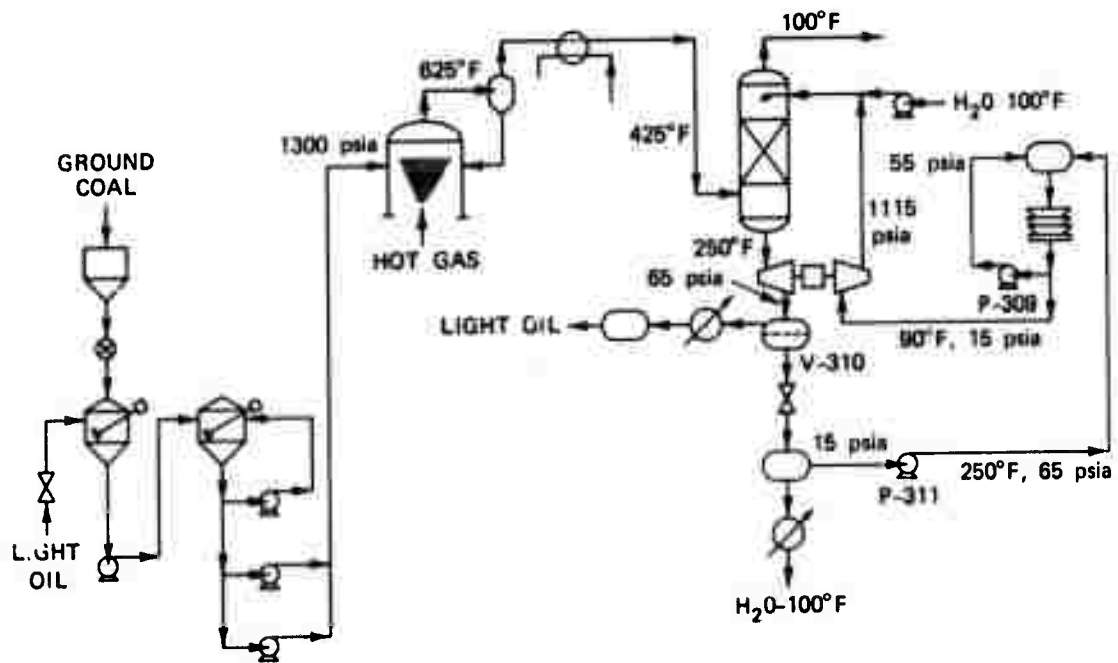 100°F
625°F
H₂O 100°F
1300 psia
425°F
GROUND
COAL
55 psia
1115
psia
HOT GAS
250°F
65 psia
P-309
LIGHT OIL
90°F, 15 psia
V-310
15 psia
250°F, 65 psia
P-311
LIGHT
OIL
H₂O-100°F